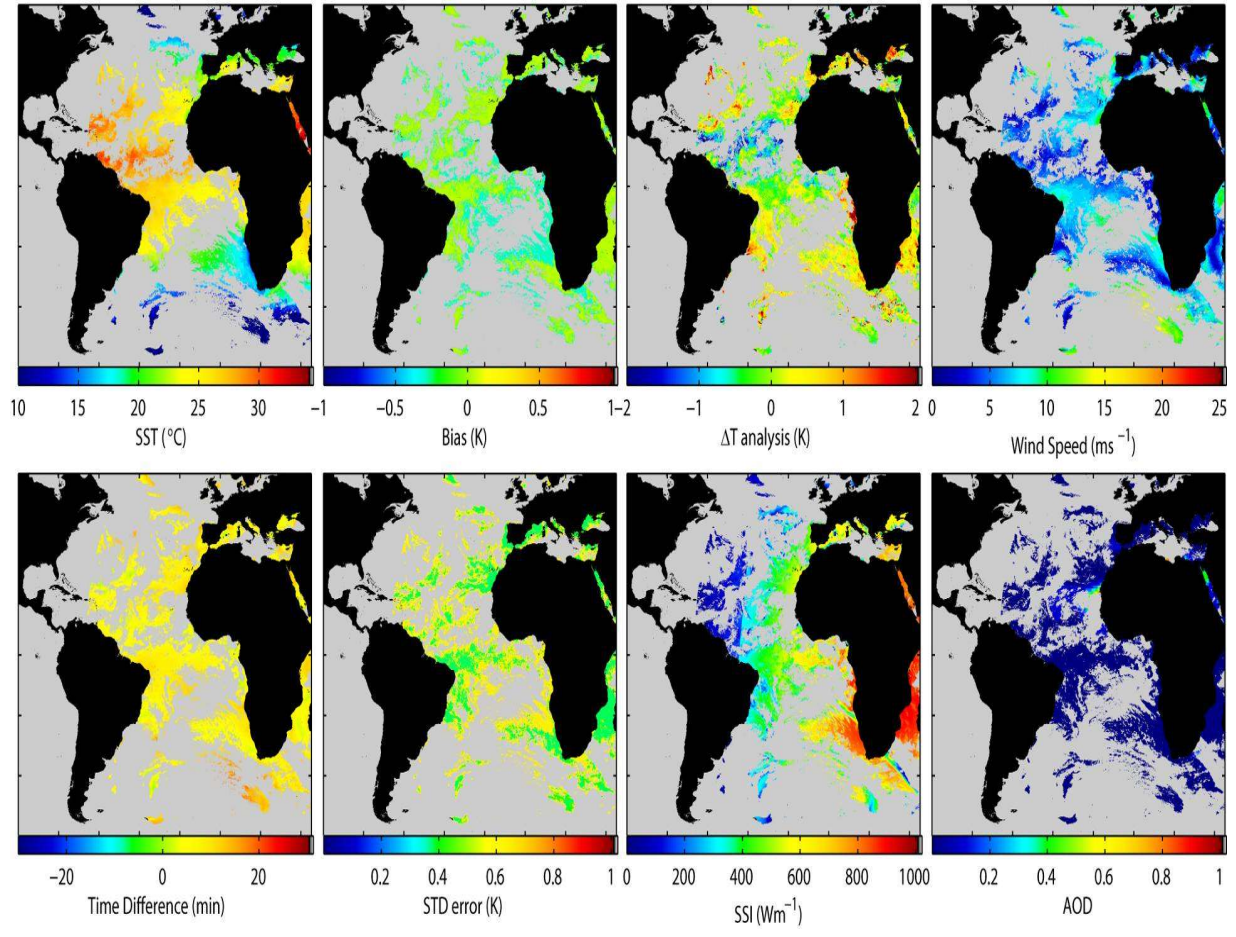 10 15 20 25 30
SST (°C)
−1 −0.5 0 0.5 1
Bias (K)
−2 −1 0 1 2
ΔT analysis (K)
0 5 10 15 20 25
Wind Speed (ms⁻¹)
−20 0 20
Time Difference (min)
0.2 0.4 0.6 0.8 1
STD error (K)
0 200 400 600 800 1000
SSI (Wm⁻¹)
0.2 0.4 0.6 0.8 1
AOD